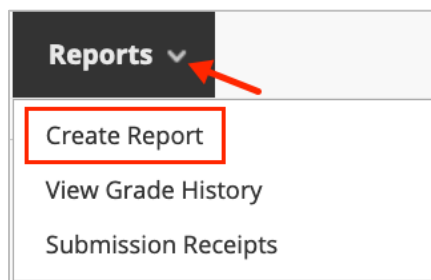 Reports
Create Report
View Grade History
Submission Receipts